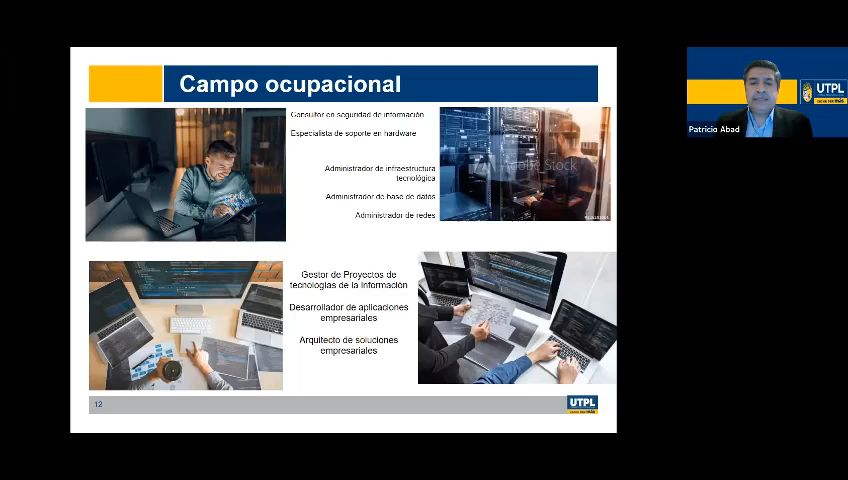 Campo ocupacional
Consultor en seguridad de información
Especialista de soporte en hardware
Administrador de infraestructura
tecnológica
Administrador de base de datos
Administrador de redes
Adobe Stock
Gestor de Proyectos de
tecnologías de la información
Desarrollador de aplicaciones
empresariales
Arquitecto de soluciones
empresariales
12
UTPL
UTPL
Patricio Abad